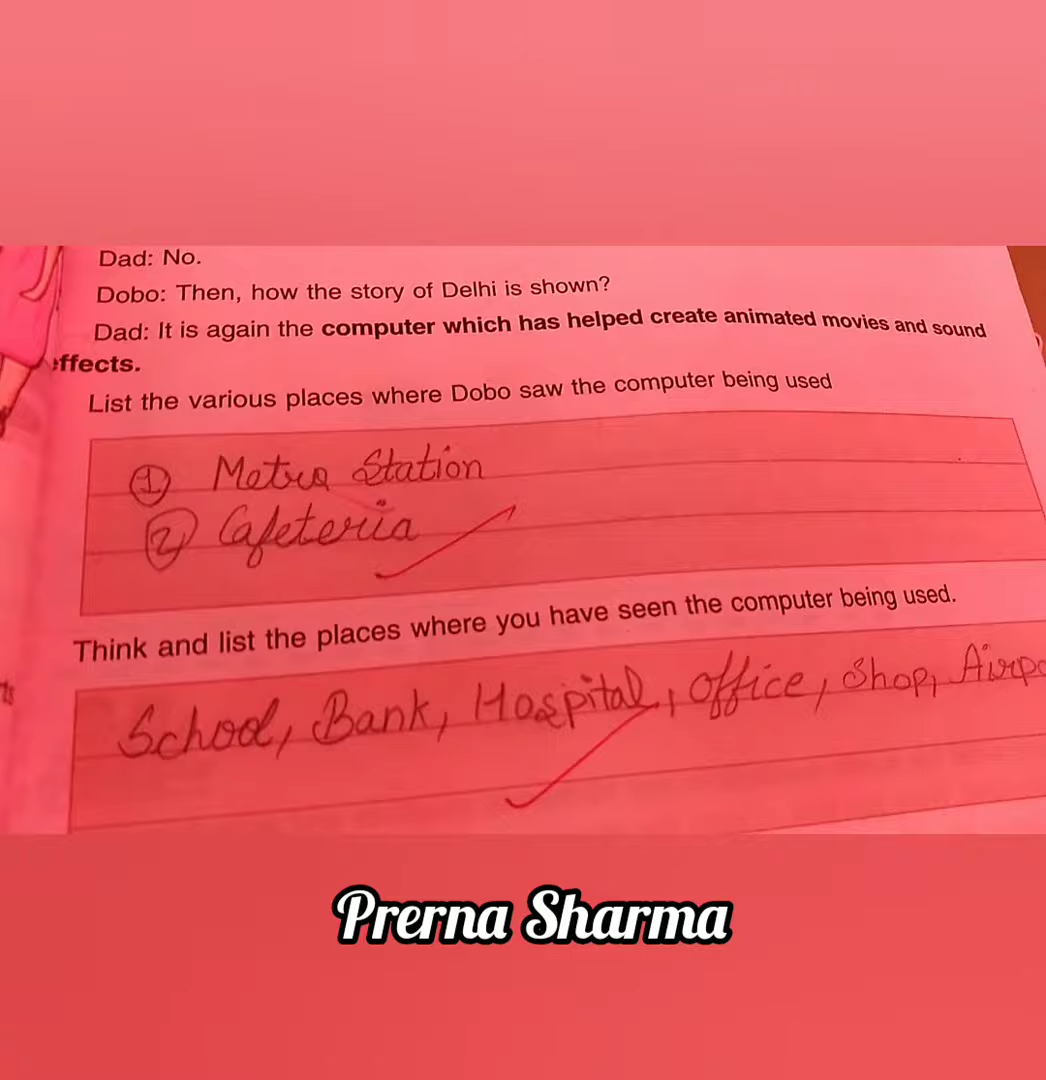 Dad: No.
Dobo: Then, how the story of Delhi is shown?
Dad: It is again the computer which has helped create animated movies and sound
effects.
List the various places where Dobo saw the computer being used
1 Metro Station
2 Cafeteria
Think and list the places where you have seen the computer being used.
School, Bank, Hospital, office, Shop, Airpo
Prerna Sharma